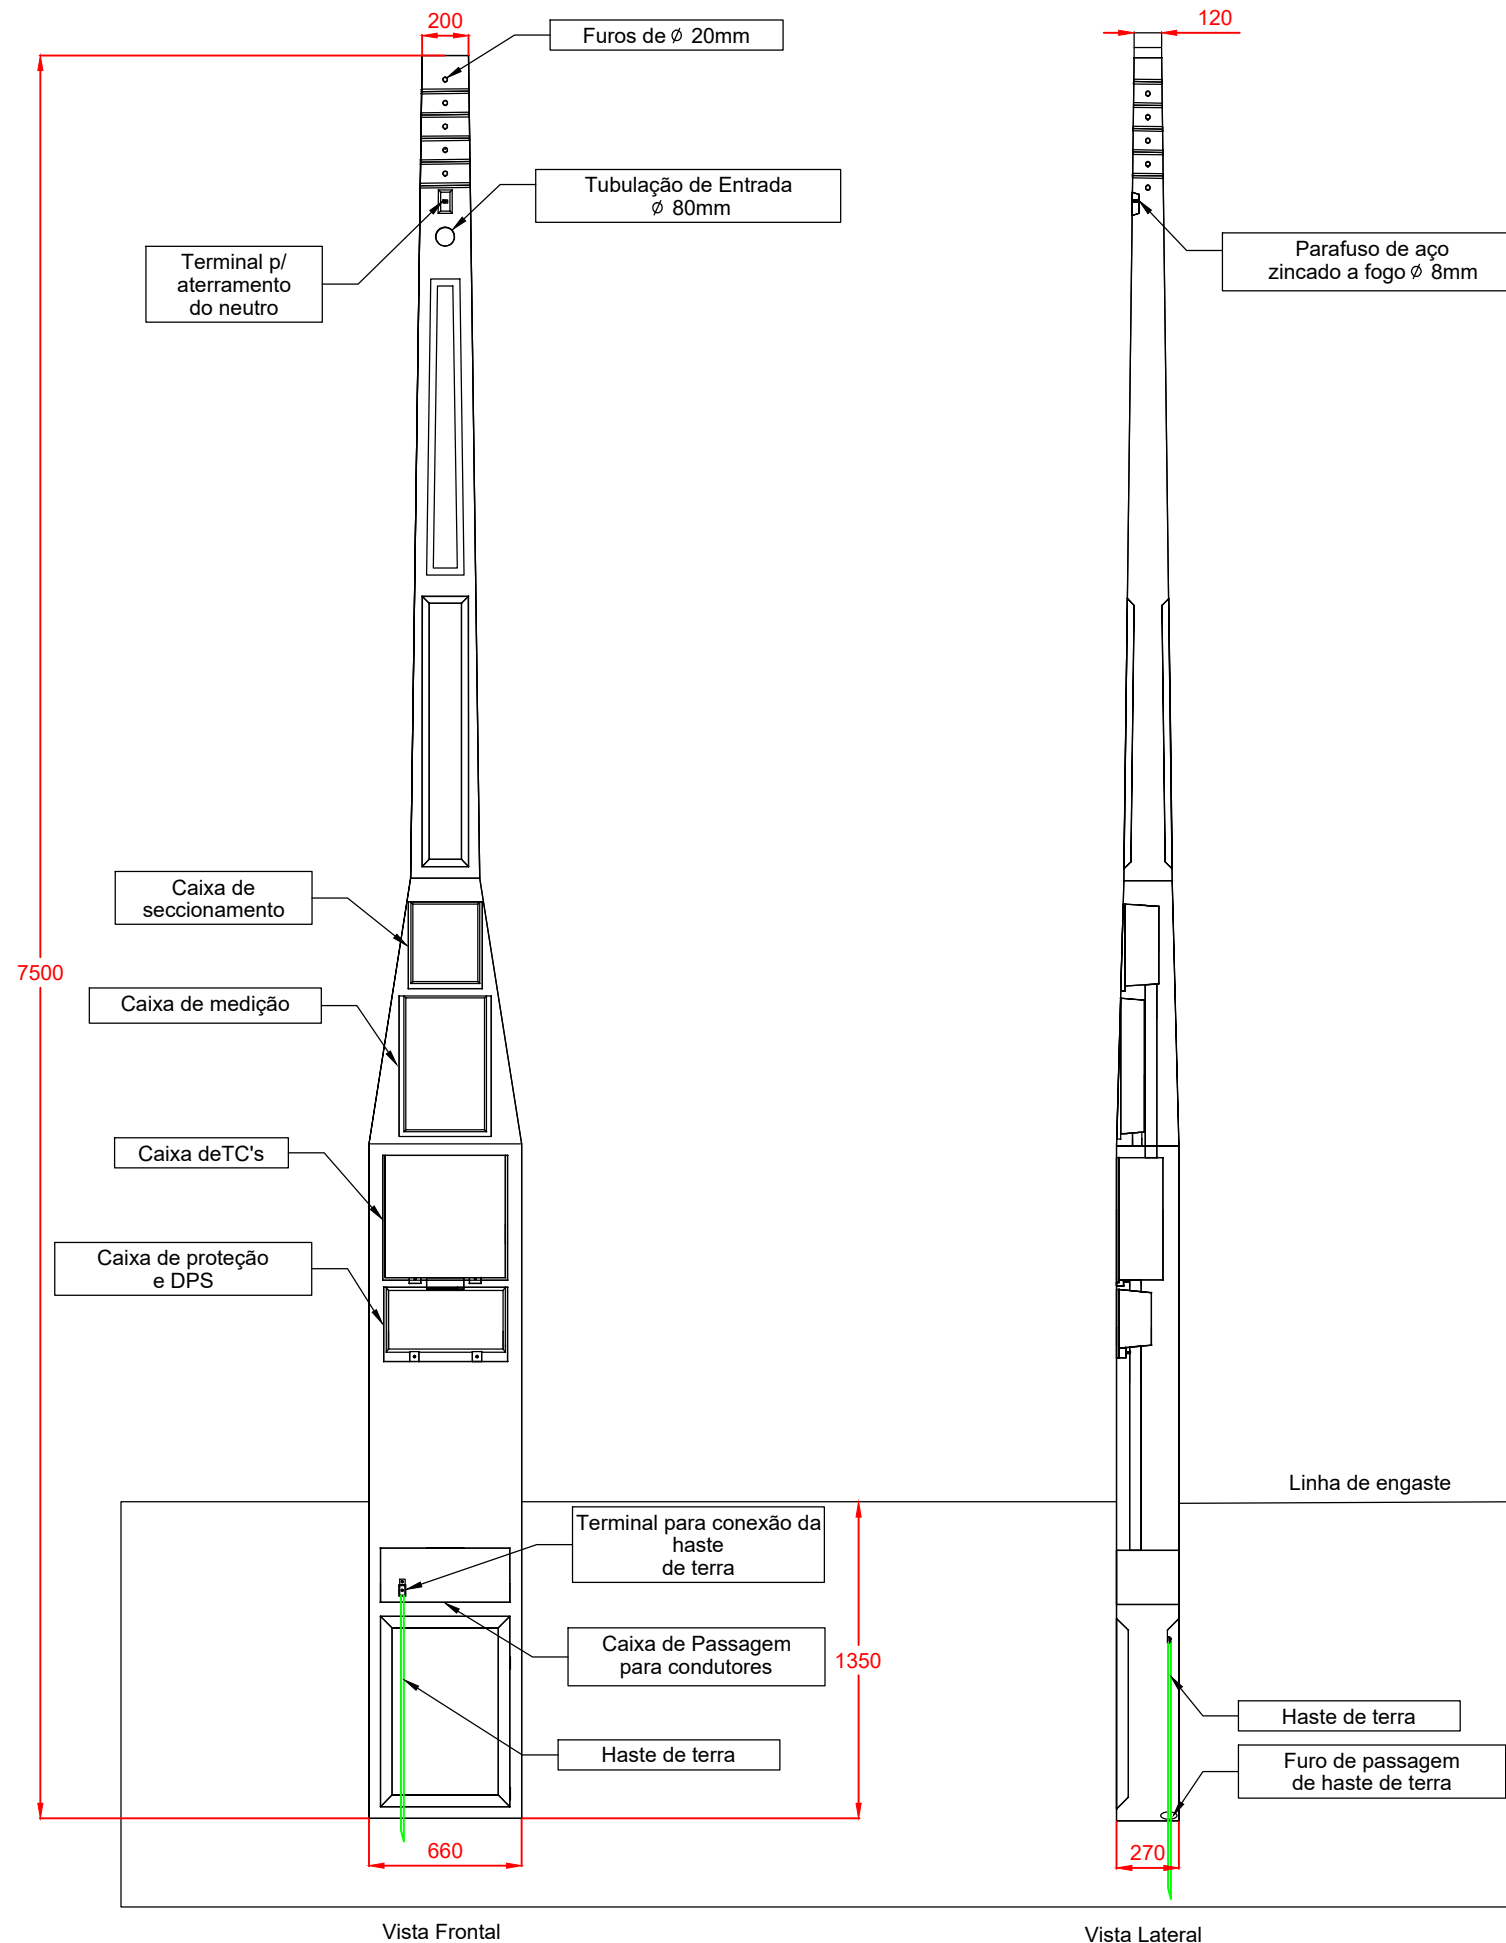 200
Furos de ⌀ 20mm
120
Tubulação de Entrada
⌀ 80mm
Terminal p/
aterramento
do neutro
Parafuso de aço
zincado a fogo ⌀ 8mm
Caixa de
seccionamento
7500
Caixa de medição
Caixa deTC's
Caixa de proteção
e DPS
Linha de engaste
Terminal para conexão da
haste
de terra
Caixa de Passagem
para condutores
1350
Haste de terra
Haste de terra
Furo de passagem
de haste de terra
660
270
Vista Frontal
Vista Lateral